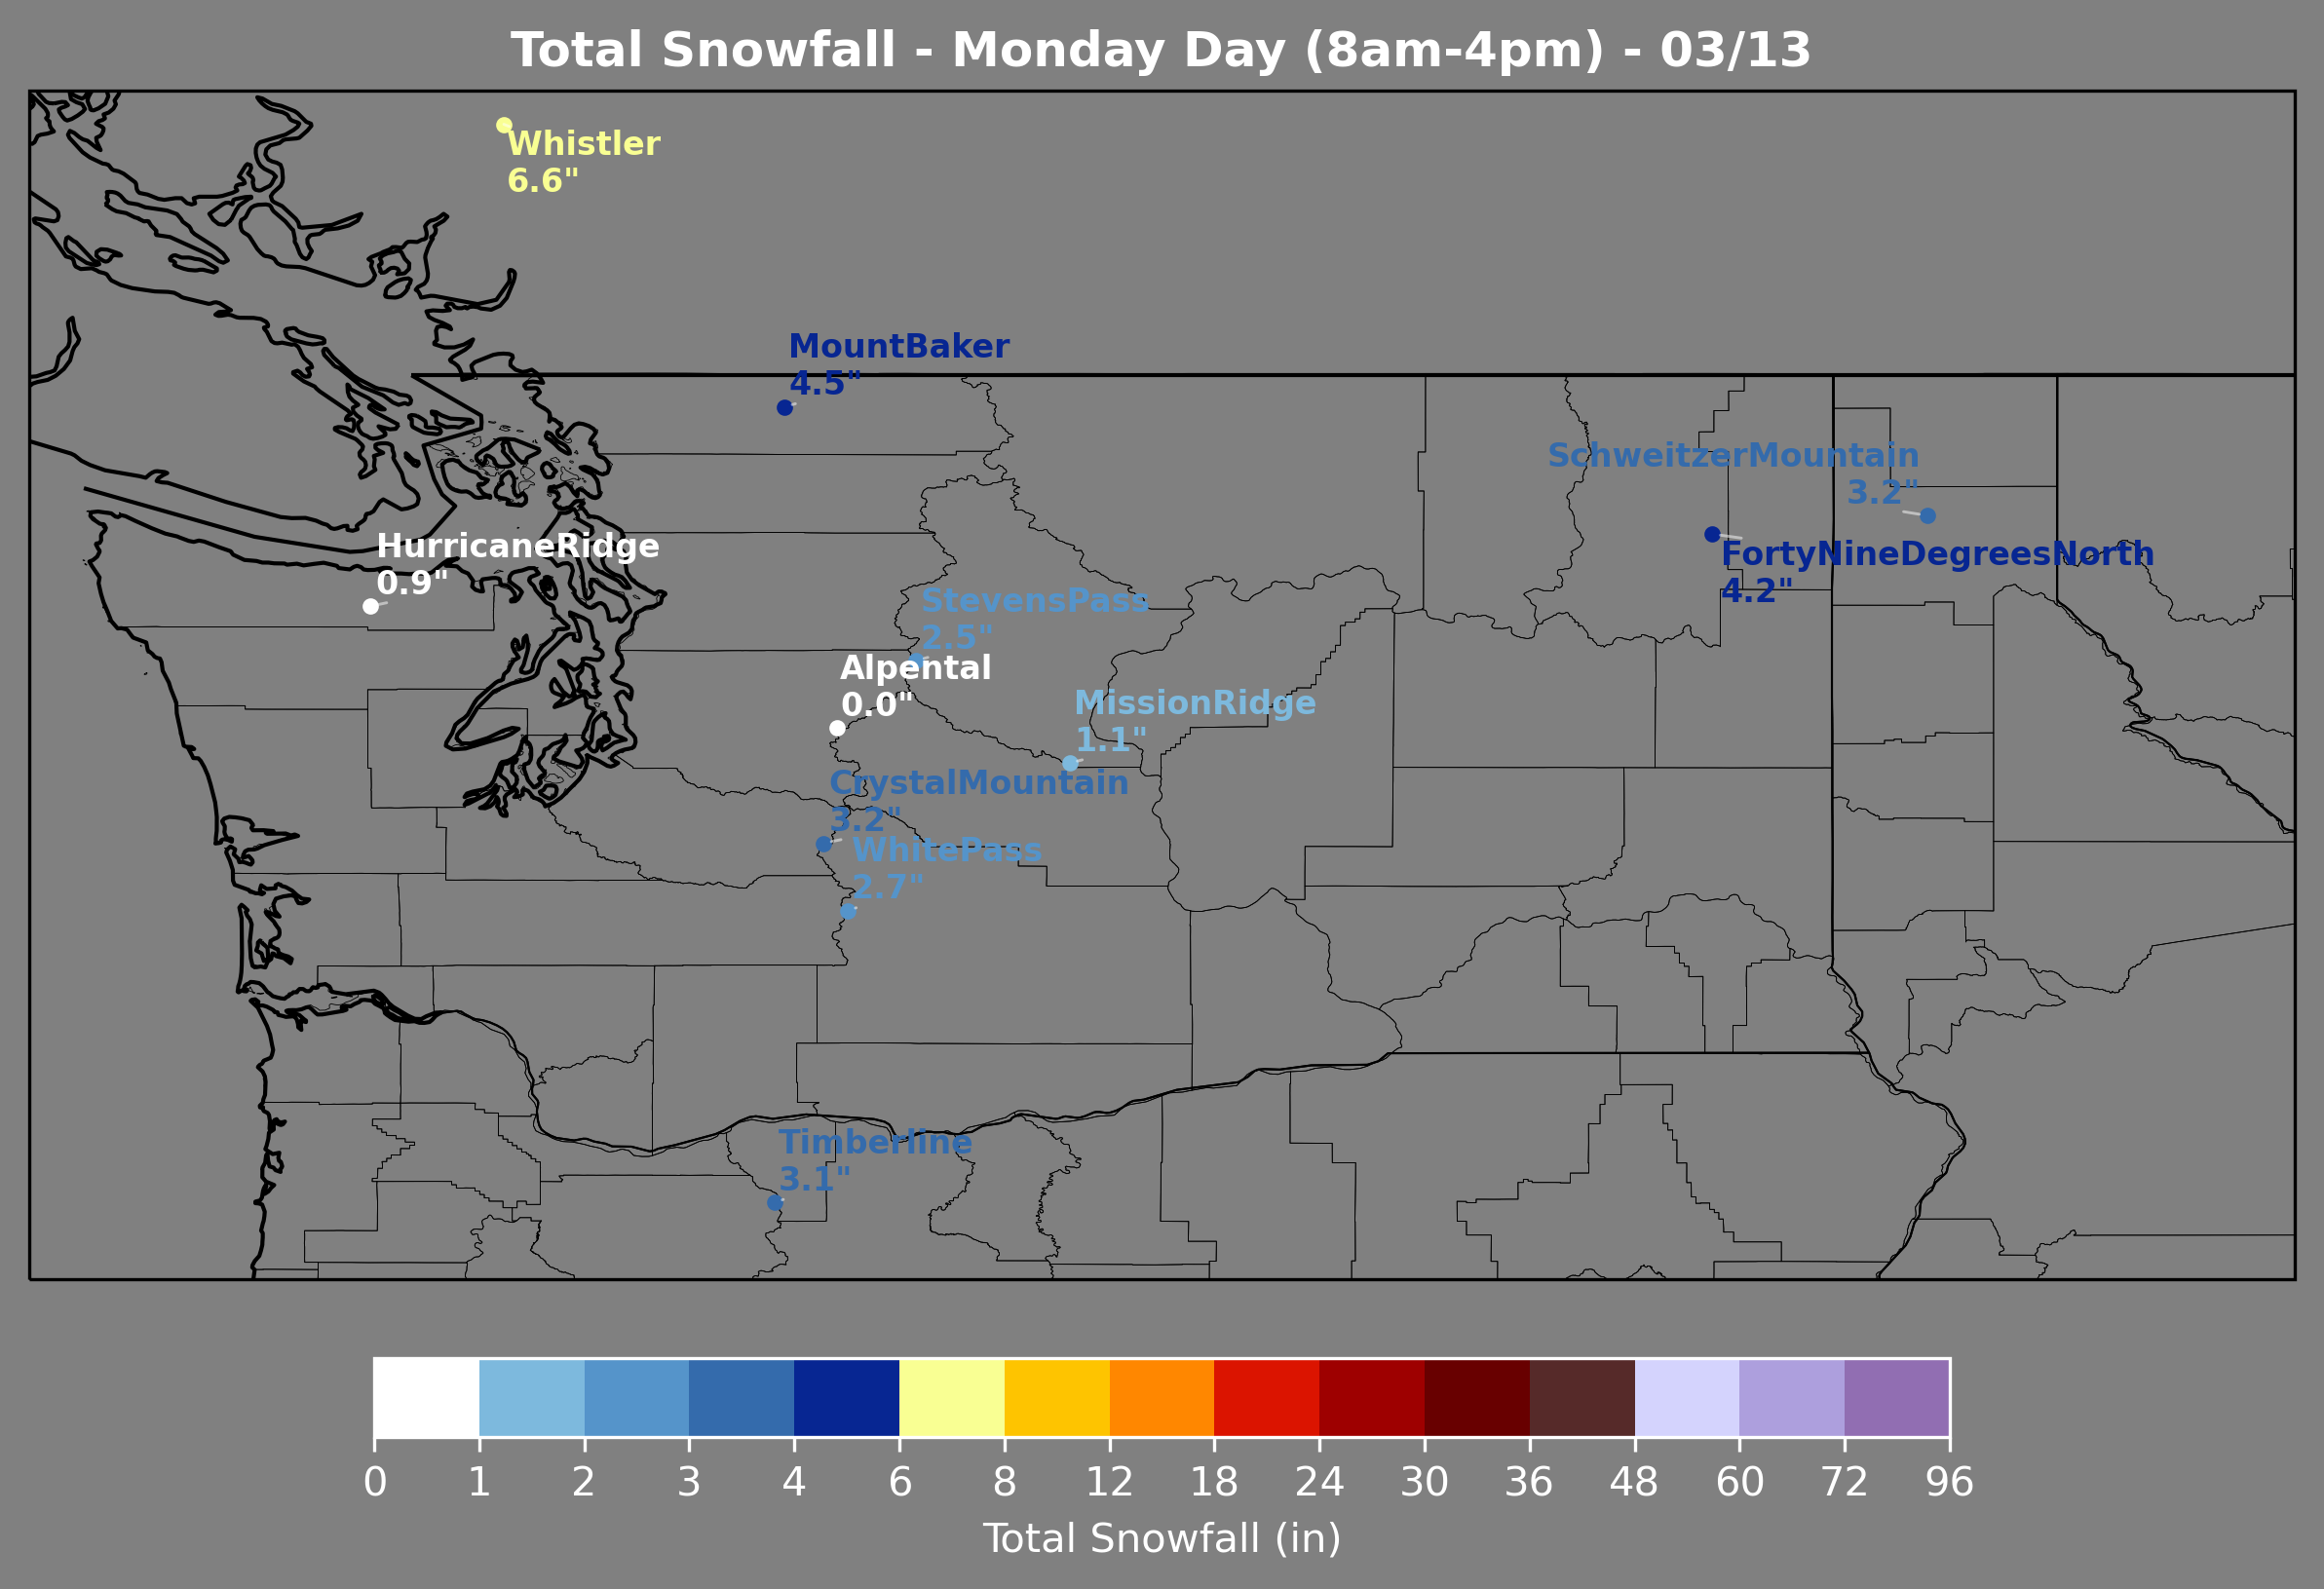 Total Snowfall - Monday Day (8am-4pm) - 03/13
Whistler
6.6"
MountBaker
4.5"
SchweitzerMountain
3.2"
HurricaneRidge
0.9"
FortyNineDegreesNorth
4.2"
StevensPass
2.5"
Alpental
0.0"
MissionRidge
1.1"
CrystalMountain
3.2"
WhitePass
2.7"
Timberline
3.1"
0 1 2 3 4 6 8 12 18 24 30 36 48 60 72 96
Total Snowfall (in)